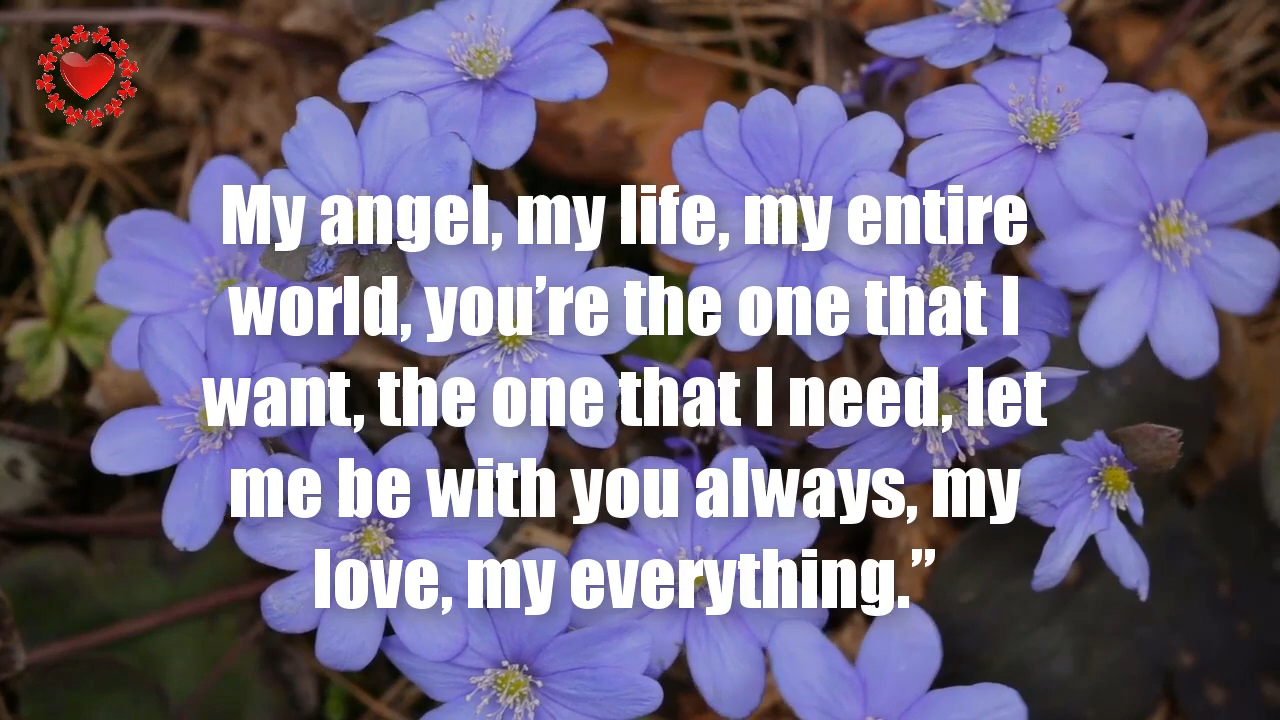 My angel, my life, my entire
world, you’re the one that I
want, the one that I need, let
me be with you always, my
love, my everything.”